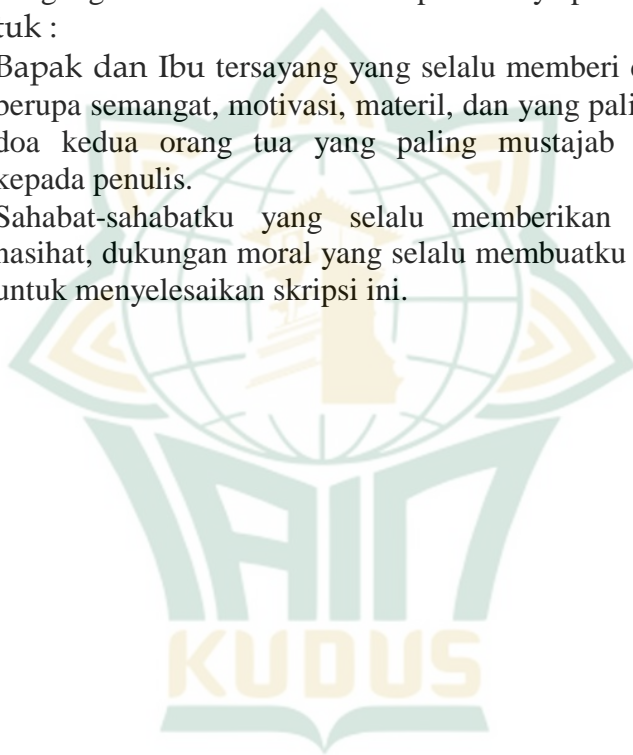 tuk :
Bapak dan Ibu tersayang yang selalu memberi
berupa semangat, motivasi, materil, dan yang
doa kedua orang tua yang paling mustajab
kepada penulis.
Sahabat-sahabatku yang selalu memberikan
nasihat, dukungan moral yang selalu membuatku
untuk menyelesaikan skripsi ini.
IAIN
KUDUS